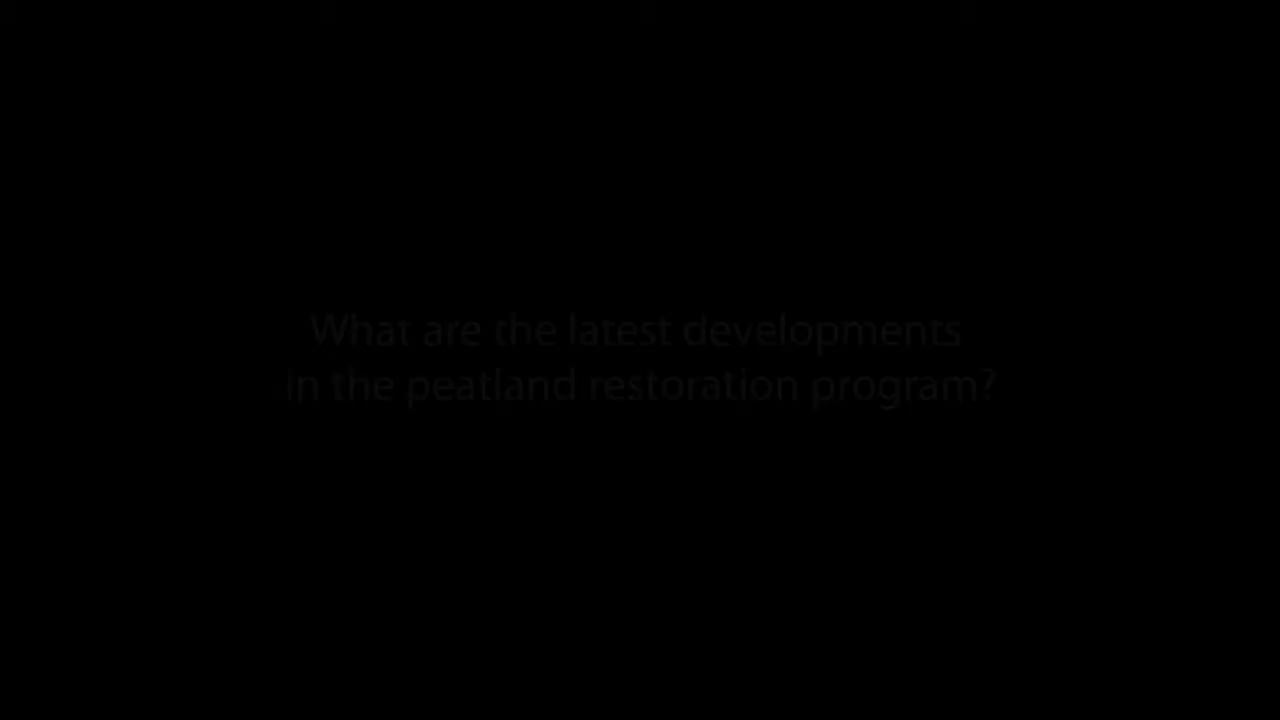 What are the latest developments
in the peatland restoration program?